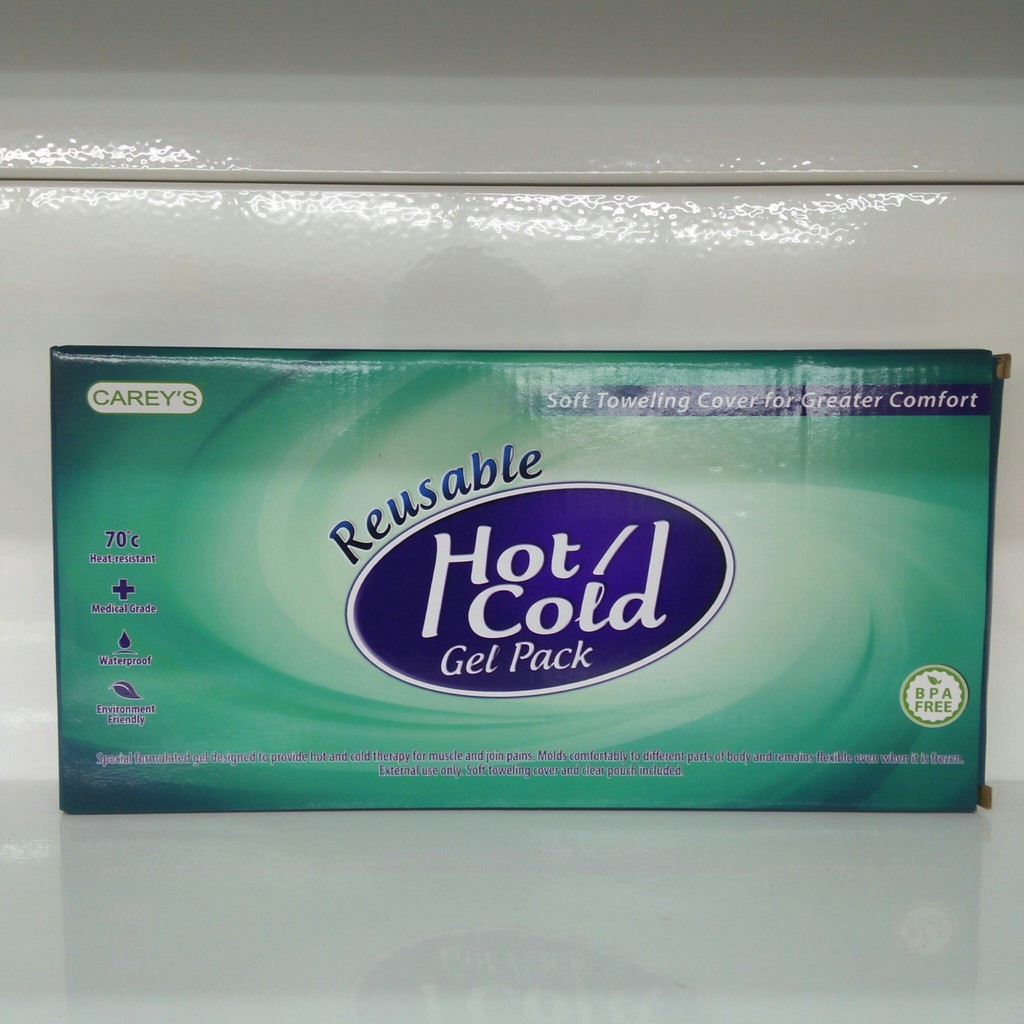 CAREY'S
Soft Toweling Cover for Greater Comfort
Reusable
Hot /
Cold
Gel Pack
70°c
Heat-resistant
Medical Grade
Waterproof
Environment
Friendly
BPA
FREE
Special formulated gel designed to provide hot and cold therapy for muscle and join pains. Molds comfortably to different parts of body and remains flexible even when it is frozen.
External use only. Soft toweling cover and clear pouch included.